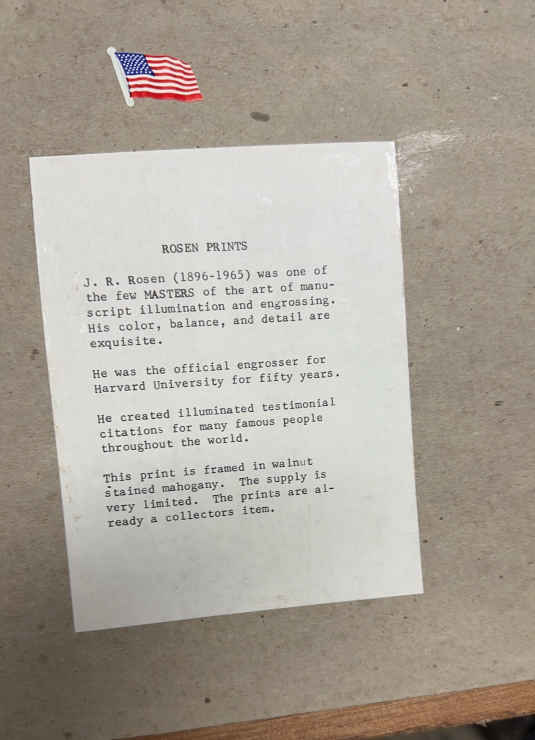 ROSEN PRINTS
J. R. Rosen (1896-1965) was one of
the few MASTERS of the art of manu-
script illumination and engrossing.
His color, balance, and detail are
exquisite.
He was the official engrosser for
Harvard University for fifty years.
He created illuminated testimonial
citations for many famous people
throughout the world.
This print is framed in walnut
stained mahogany. The supply is
very limited. The prints are al-
ready a collectors item.